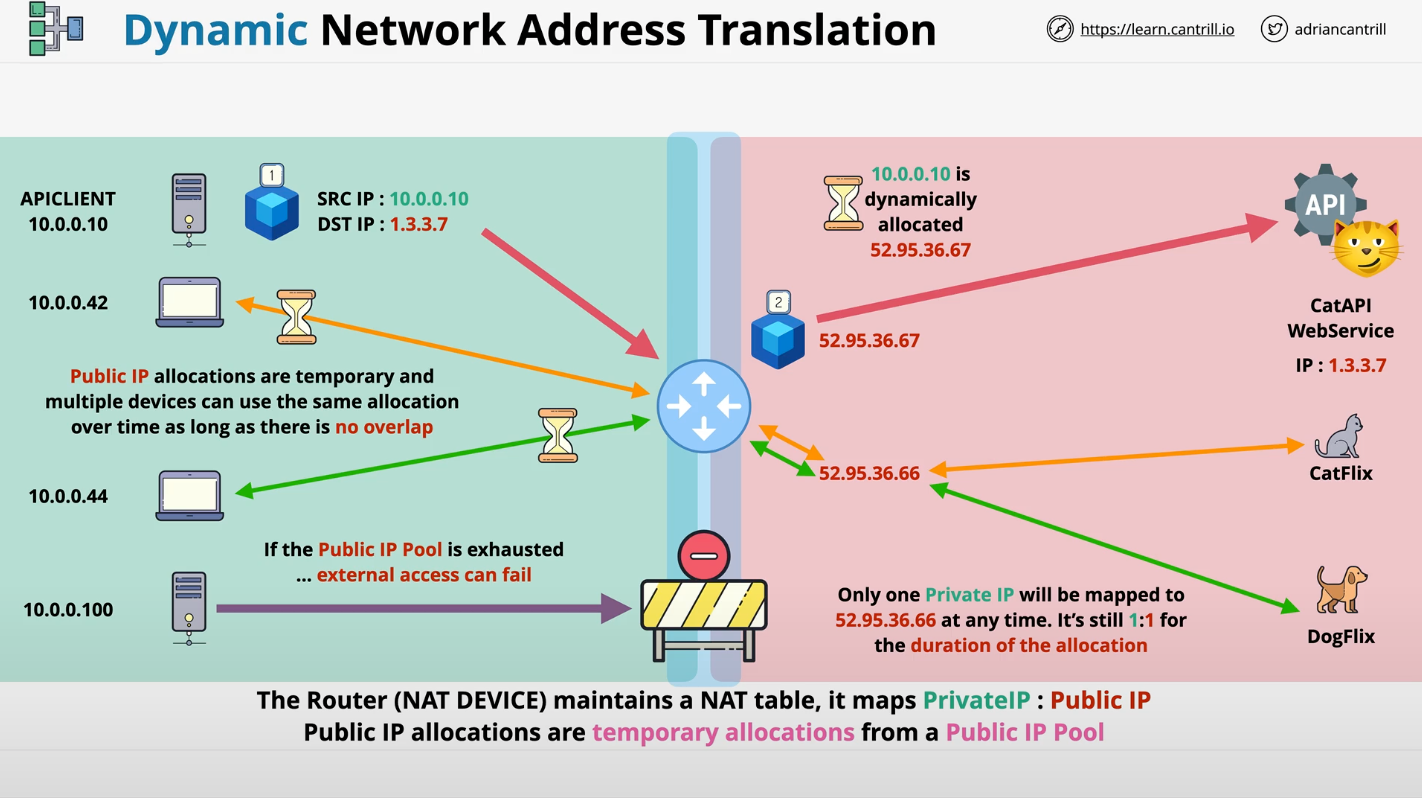 Dynamic Network Address Translation
https://learn.cantrill.io
adriancantrill
APICLIENT
10.0.0.10
1
SRC IP : 10.0.0.10
DST IP : 1.3.3.7
10.0.0.10 is
dynamically
allocated
52.95.36.67
API
CatAPI
WebService
IP : 1.3.3.7
10.0.0.42
2
52.95.36.67
Public IP allocations are temporary and
multiple devices can use the same allocation
over time as long as there is no overlap
52.95.36.66
CatFlix
10.0.0.44
If the Public IP Pool is exhausted
... external access can fail
10.0.0.100
Only one Private IP will be mapped to
52.95.36.66 at any time. It's still 1:1 for
the duration of the allocation
DogFlix
The Router (NAT DEVICE) maintains a NAT table, it maps PrivateIP : Public IP
Public IP allocations are temporary allocations from a Public IP Pool